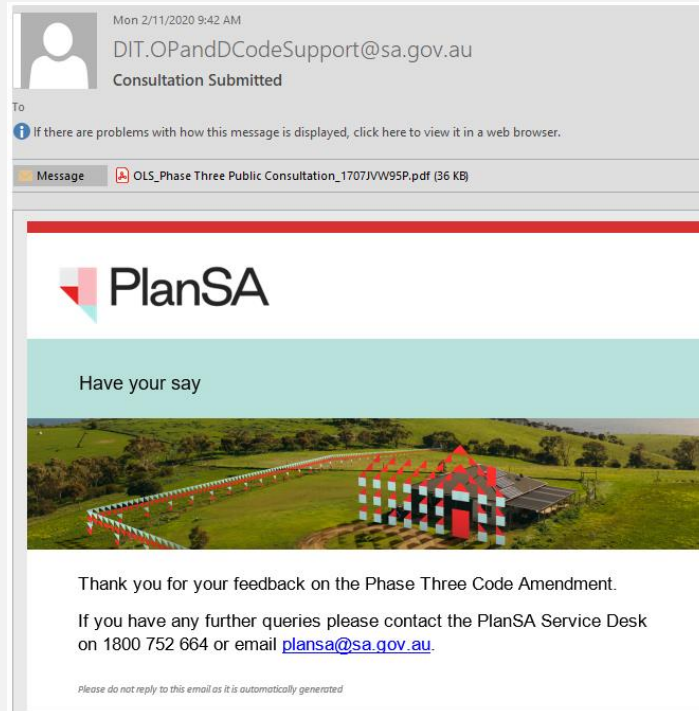 Mon 2/11/2020 9:42 AM
DIT.OPandDCodeSupport@sa.gov.au
Consultation Submitted
To
If there are problems with how this message is displayed, click here to view it in a web browser.
Message
OLS_Phase Three Public Consultation_1707JVW95P.pdf (36 KB)
PlanSA
Have your say
Thank you for your feedback on the Phase Three Code Amendment.
If you have any further queries please contact the PlanSA Service Desk
on 1800 752 664 or email plansa@sa.gov.au.
Please do not reply to this email as it is automatically generated